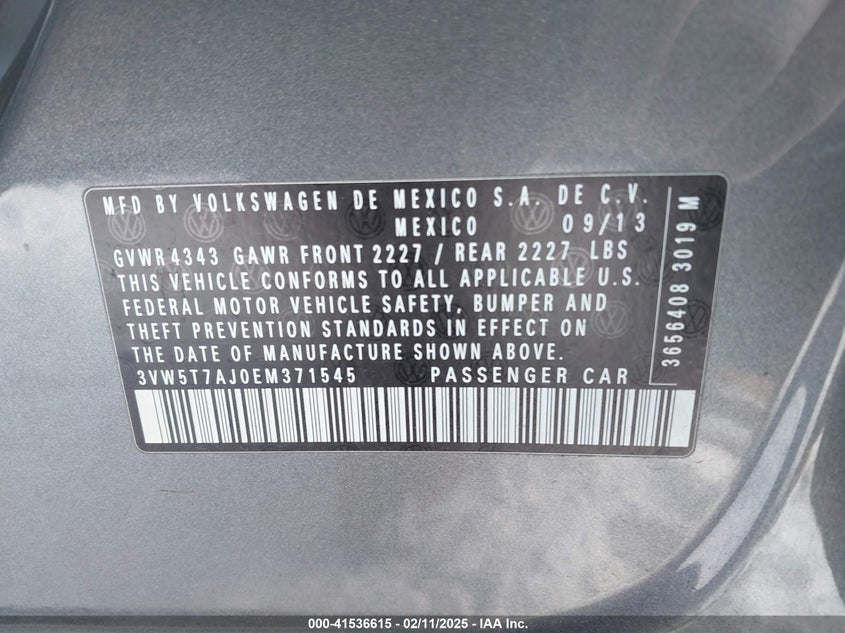 MFD BY VOLKSWAGEN DE MEXICO S.A. DE C.V.
MEXICO 09/13
GVWR 4343 GAWR FRONT 2227 / REAR 2227 LBS
THIS VEHICLE CONFORMS TO ALL APPLICABLE U.S.
FEDERAL MOTOR VEHICLE SAFETY, BUMPER AND
THEFT PREVENTION STANDARDS IN EFFECT ON
THE DATE OF MANUFACTURE SHOWN ABOVE.
3VW5T7AJ0EM371545 PASSENGER CAR
3656408 3019 M
000-41536615 - 02/11/2025 - IAA Inc.